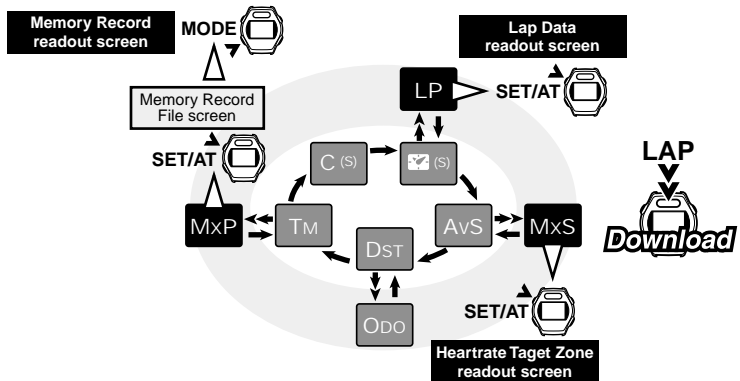 Memory Record
readout screen
MODE
Lap Data
readout screen
LP
SET/AT
Memory Record
File screen
SET/AT
LAP
C (S)
(S)
MXP
TM
AVS
MXS
Download
DST
ODO
SET/AT
Heartrate Taget Zone
readout screen